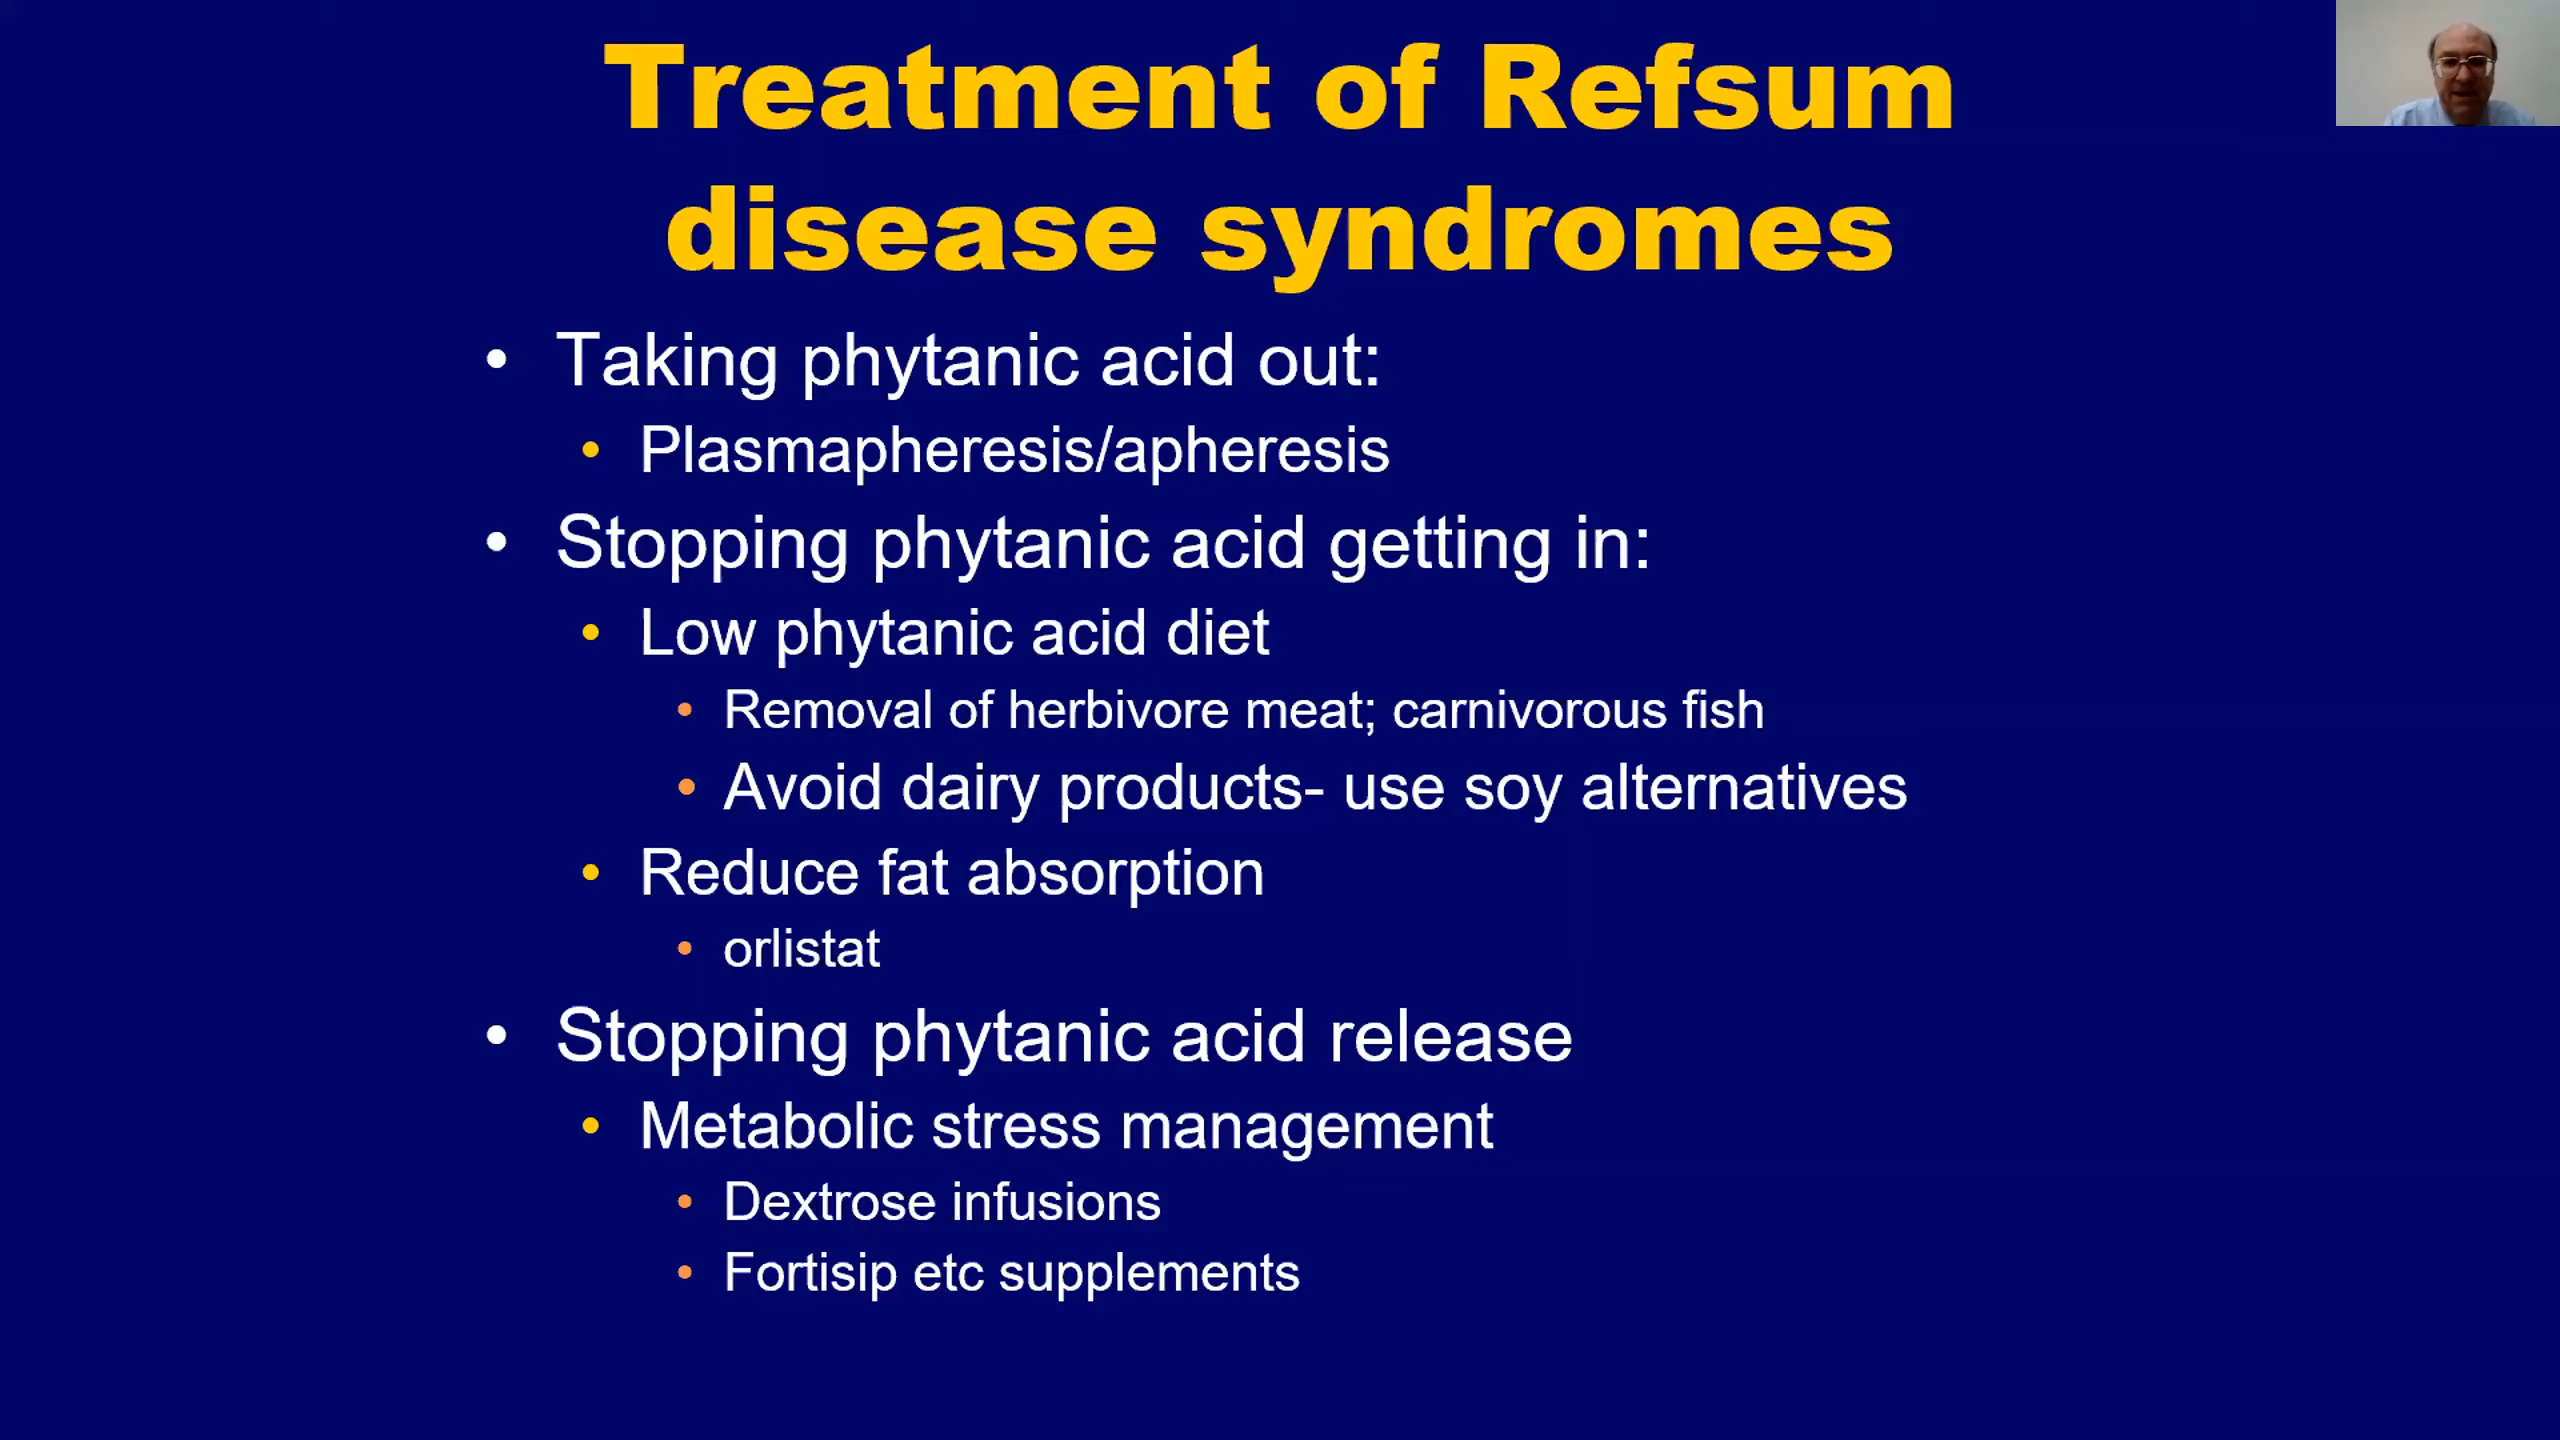 Treatment of Refsum
disease syndromes
• Taking phytanic acid out:
• Plasmapheresis/apheresis
• Stopping phytanic acid getting in:
• Low phytanic acid diet
• Removal of herbivore meat; carnivorous fish
• Avoid dairy products- use soy alternatives
• Reduce fat absorption
• orlistat
• Stopping phytanic acid release
• Metabolic stress management
• Dextrose infusions
• Fortisip etc supplements